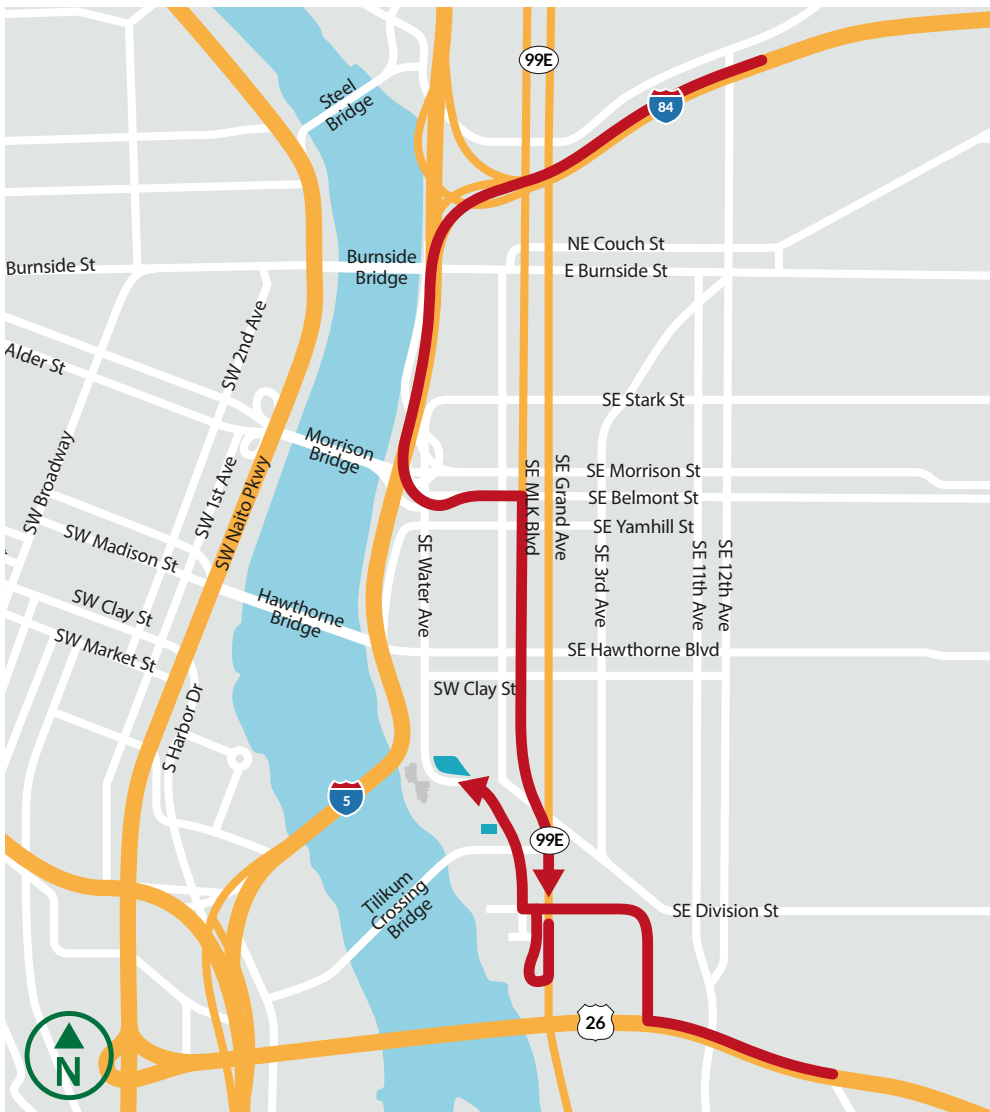 99E
Steel
Bridge
84
NE Couch St
Burnside St
Burnside
Bridge
E Burnside St
SW 2nd Ave
Alder St
SE Stark St
Morrison
Bridge
SW Broadway
SW 1st Ave
SW Naito Pkwy
SE MLK Blvd
SE Grand Ave
SE Morrison St
SE Belmont St
SE Yamhill St
SW Madison St
SE Water Ave
SE 3rd Ave
SE 11th Ave
SE 12th Ave
SW Clay St
Hawthorne
Bridge
SW Market St
SE Hawthorne Blvd
SW Clay St
S Harbor Dr
5
99E
Tilikum
Crossing
Bridge
SE Division St
26
N